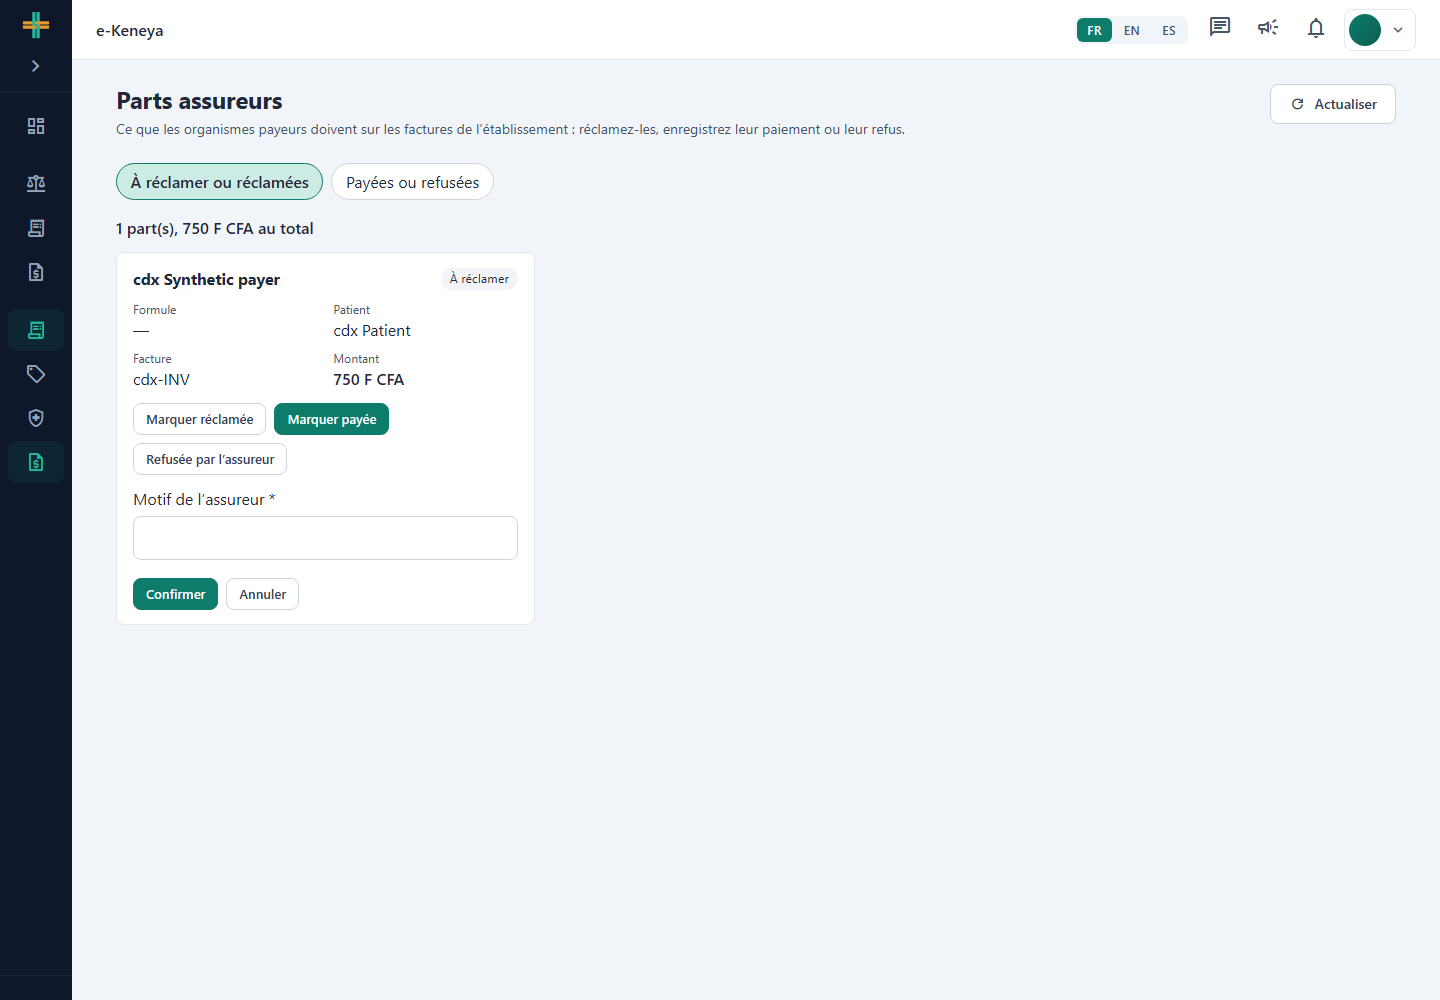 e-Keneya
FR EN ES
Parts assureurs
Actualiser
Ce que les organismes payeurs doivent sur les factures de l’établissement : réclamez-les, enregistrez leur paiement ou leur refus.
À réclamer ou réclamées
Payées ou refusées
1 part(s), 750 F CFA au total
cdx Synthetic payer
À réclamer
Formule
Patient
—
cdx Patient
Facture
Montant
cdx-INV
750 F CFA
Marquer réclamée
Marquer payée
Refusée par l’assureur
Motif de l’assureur *
Confirmer
Annuler